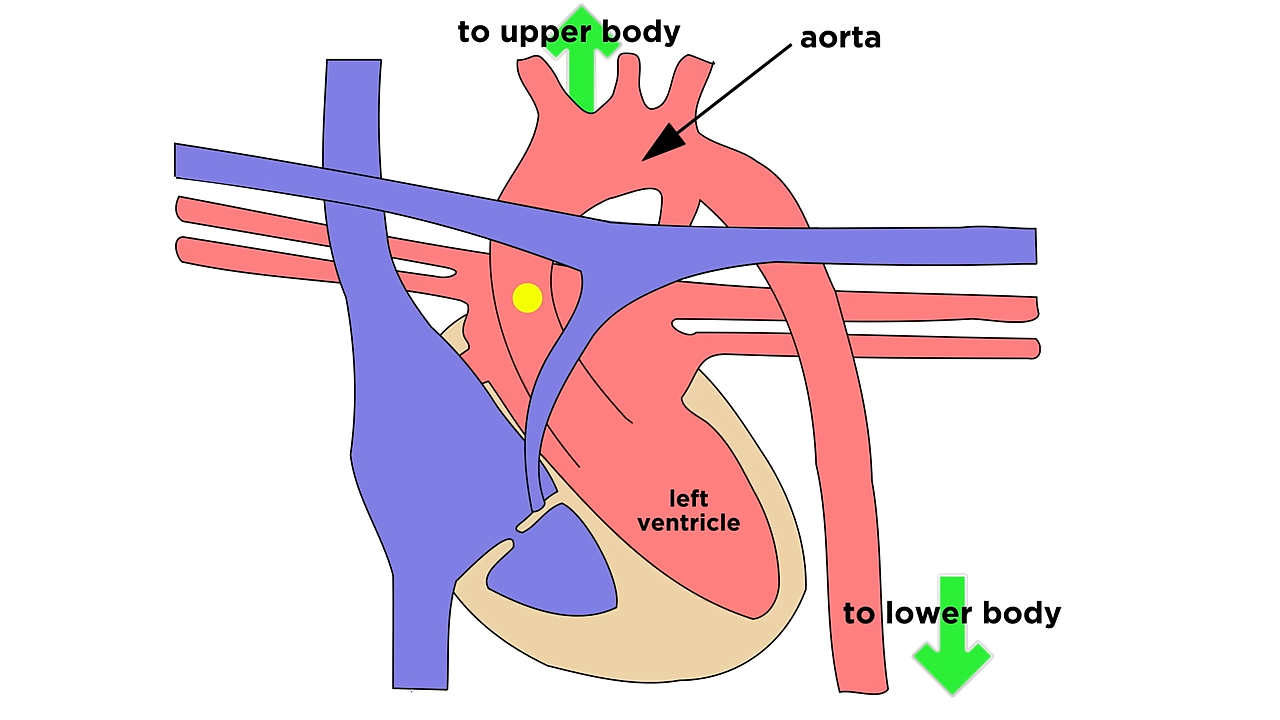 to upper body
aorta
left
ventricle
to lower body